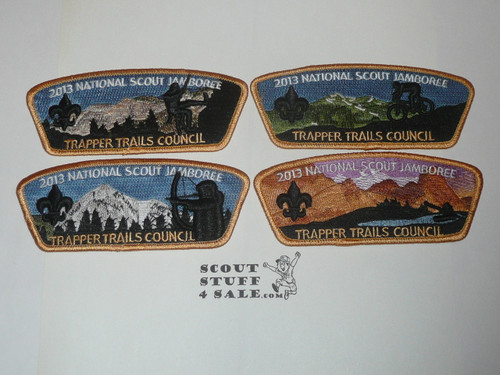 2013 NATIONAL SCOUT JAMBOREE
TRAPPER TRAILS COUNCIL
2013 NATIONAL SCOUT JAMBOREE
TRAPPER TRAILS COUNCIL
2013 NATIONAL SCOUT JAMBOREE
TRAPPER TRAILS COUNCIL
2013 NATIONAL SCOUT JAMBOREE
TRAPPER TRAILS COUNCIL
SCOUT
STUFF
4 SALE.com